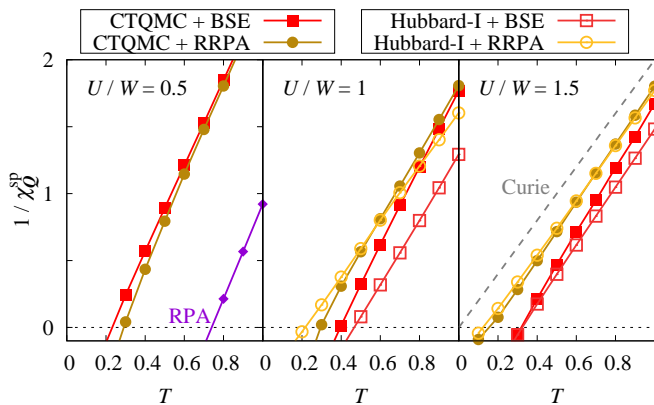 CTQMC + BSE
CTQMC + RRPA
Hubbard-I + BSE
Hubbard-I + RRPA
U / W = 0.5
U / W = 1
U / W = 1.5
2
1
0
1 / χ_Q^sp
RPA
Curie
0 0.2 0.4 0.6 0.8 0 0.2 0.4 0.6 0.8 0 0.2 0.4 0.6 0.8 1
T T T